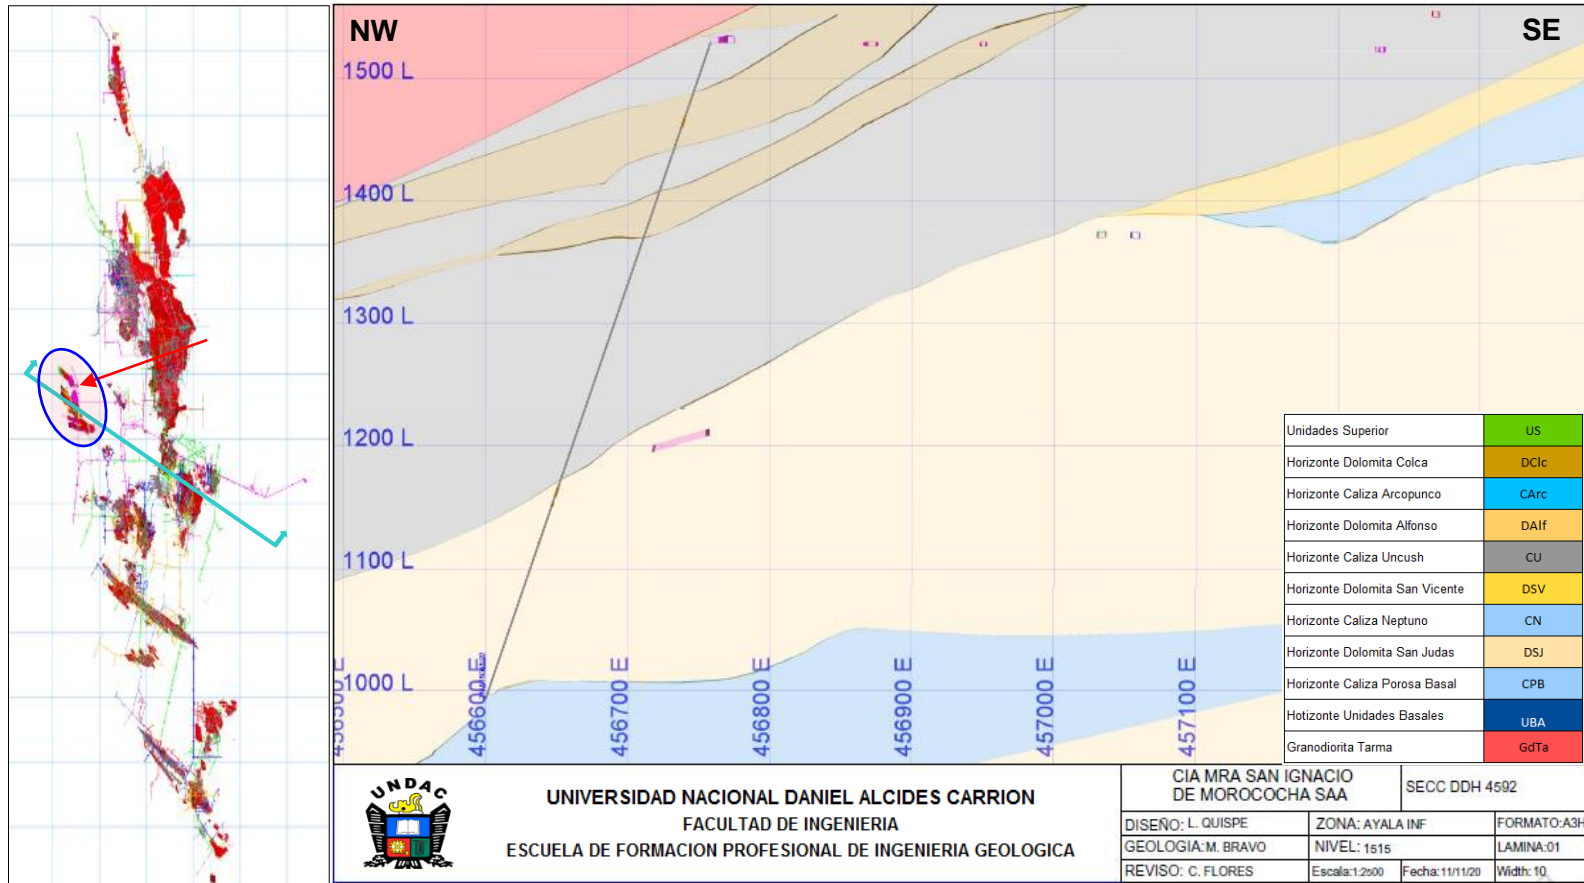 NW
SE
1500 L
1400 L
1300 L
1200 L
1100 L
1000 L
456500 E
456600 E
456700 E
456800 E
456900 E
457000 E
457100 E
Unidades Superior US
Horizonte Dolomita Colca DClc
Horizonte Caliza Arcopunco CArc
Horizonte Dolomita Alfonso DAlf
Horizonte Caliza Uncush CU
Horizonte Dolomita San Vicente DSV
Horizonte Caliza Neptuno CN
Horizonte Dolomita San Judas DSJ
Horizonte Caliza Porosa Basal CPB
Hotizonte Unidades Basales UBA
Granodiorita Tarma GdTa
UNDAC
UNIVERSIDAD NACIONAL DANIEL ALCIDES CARRION
FACULTAD DE INGENIERIA
ESCUELA DE FORMACION PROFESIONAL DE INGENIERIA GEOLOGICA
CIA MRA SAN IGNACIO
DE MOROCOCHA SAA
SECC DDH 4592
DISEÑO: L. QUISPE ZONA: AYALA INF FORMATO:A3H
GEOLOGIA: M. BRAVO NIVEL: 1515 LAMINA:01
REVISO: C. FLORES Escala:1:2500 Fecha:11/11/20 Width: 10